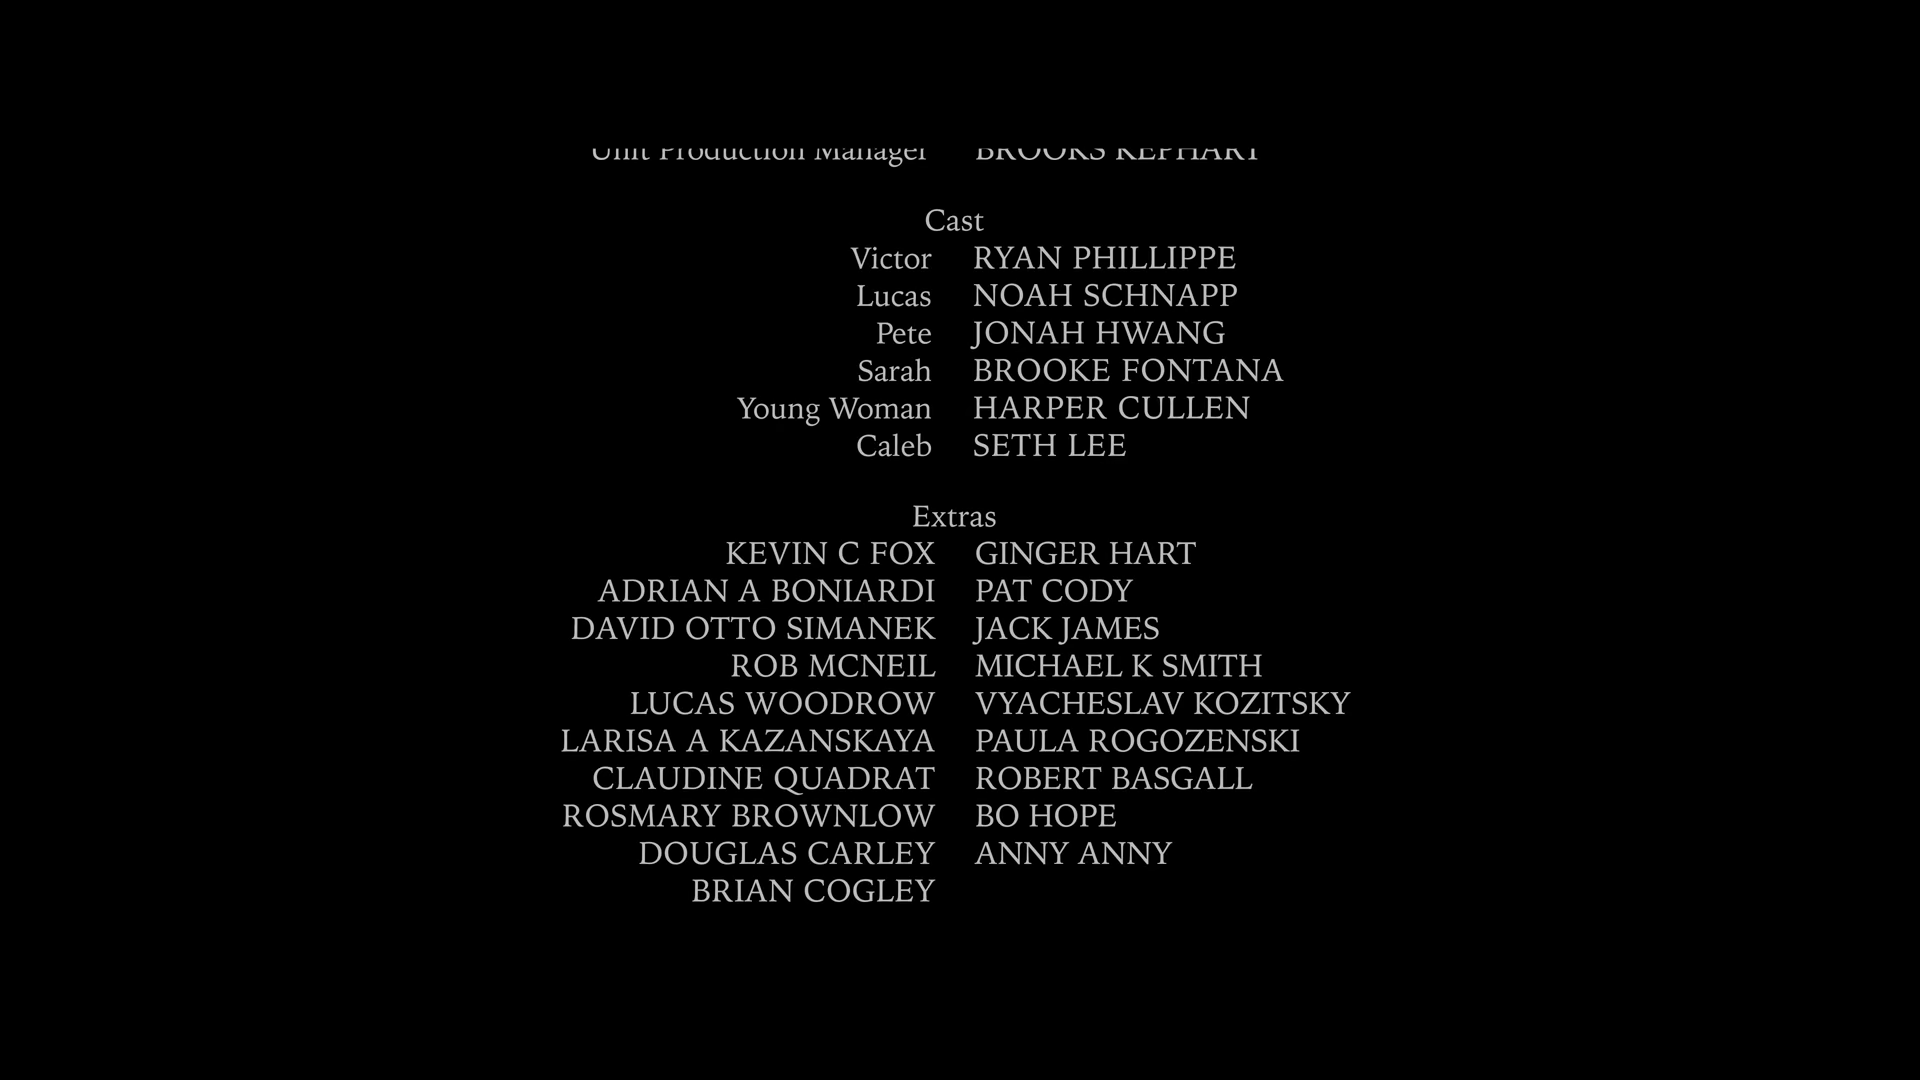 Unit Production Manager BROOKS KEPHART
Cast
Victor RYAN PHILLIPPE
Lucas NOAH SCHNAPP
Pete JONAH HWANG
Sarah BROOKE FONTANA
Young Woman HARPER CULLEN
Caleb SETH LEE
Extras
KEVIN C FOX GINGER HART
ADRIAN A BONIARDI PAT CODY
DAVID OTTO SIMANEK JACK JAMES
ROB MCNEIL MICHAEL K SMITH
LUCAS WOODROW VYACHESLAV KOZITSKY
LARISA A KAZANSKAYA PAULA ROGOZENSKI
CLAUDINE QUADRAT ROBERT BASGALL
ROSMARY BROWNLOW BO HOPE
DOUGLAS CARLEY ANNY ANNY
BRIAN COGLEY